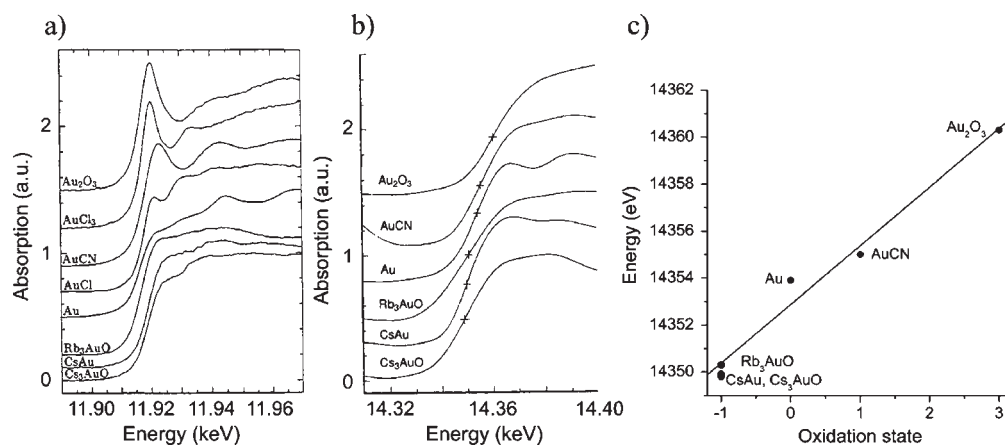 a)
Absorption (a.u.)
2
1
0
Au₂O₃
AuCl₃
AuCN
AuCl
Au
Rb₃AuO
CsAu
Cs₃AuO
11.90 11.92 11.94 11.96
Energy (keV)
b)
Absorption (a.u.)
2
1
0
Au₂O₃
AuCN
Au
Rb₃AuO
CsAu
Cs₃AuO
14.32 14.36 14.40
Energy (keV)
c)
Energy (eV)
14362
14360
14358
14356
14354
14352
14350
Au₂O₃
AuCN
Au
Rb₃AuO
CsAu, Cs₃AuO
-1 0 1 2 3
Oxidation state